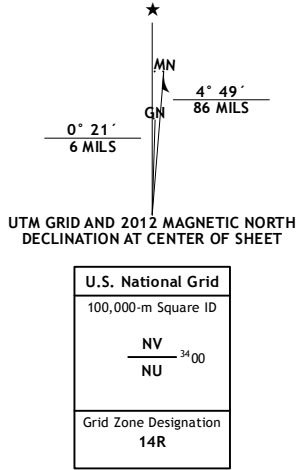 ★
MN
GN
4° 49´
86 MILS
0° 21´
6 MILS
UTM GRID AND 2012 MAGNETIC NORTH
DECLINATION AT CENTER OF SHEET
U.S. National Grid
100,000-m Square ID
NV
3400
NU
Grid Zone Designation
14R